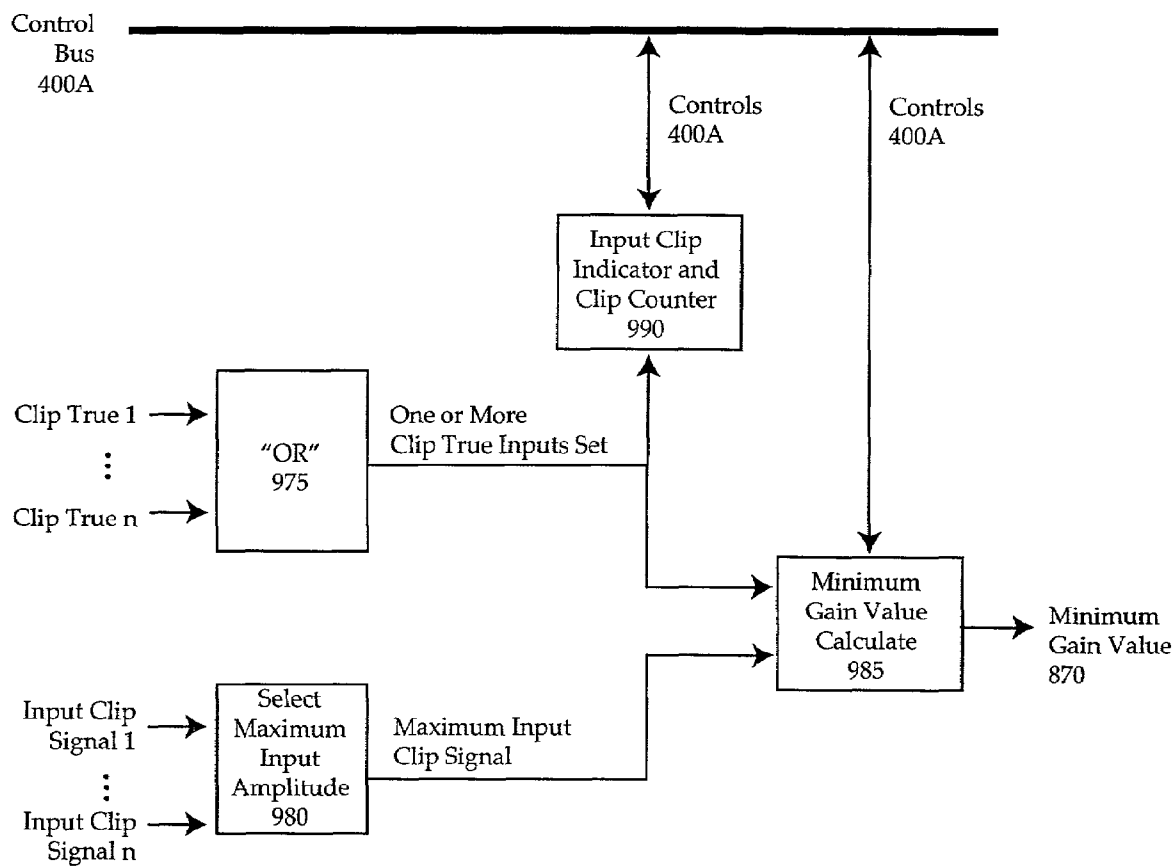 Control
Bus
400A
Controls
400A
Controls
400A
Input Clip
Indicator and
Clip Counter
990
Clip True 1
⋮
Clip True n
"OR"
975
One or More
Clip True Inputs Set
Minimum
Gain Value
Calculate
985
Minimum
Gain Value
870
Input Clip
Signal 1
⋮
Input Clip
Signal n
Select
Maximum
Input
Amplitude
980
Maximum Input
Clip Signal